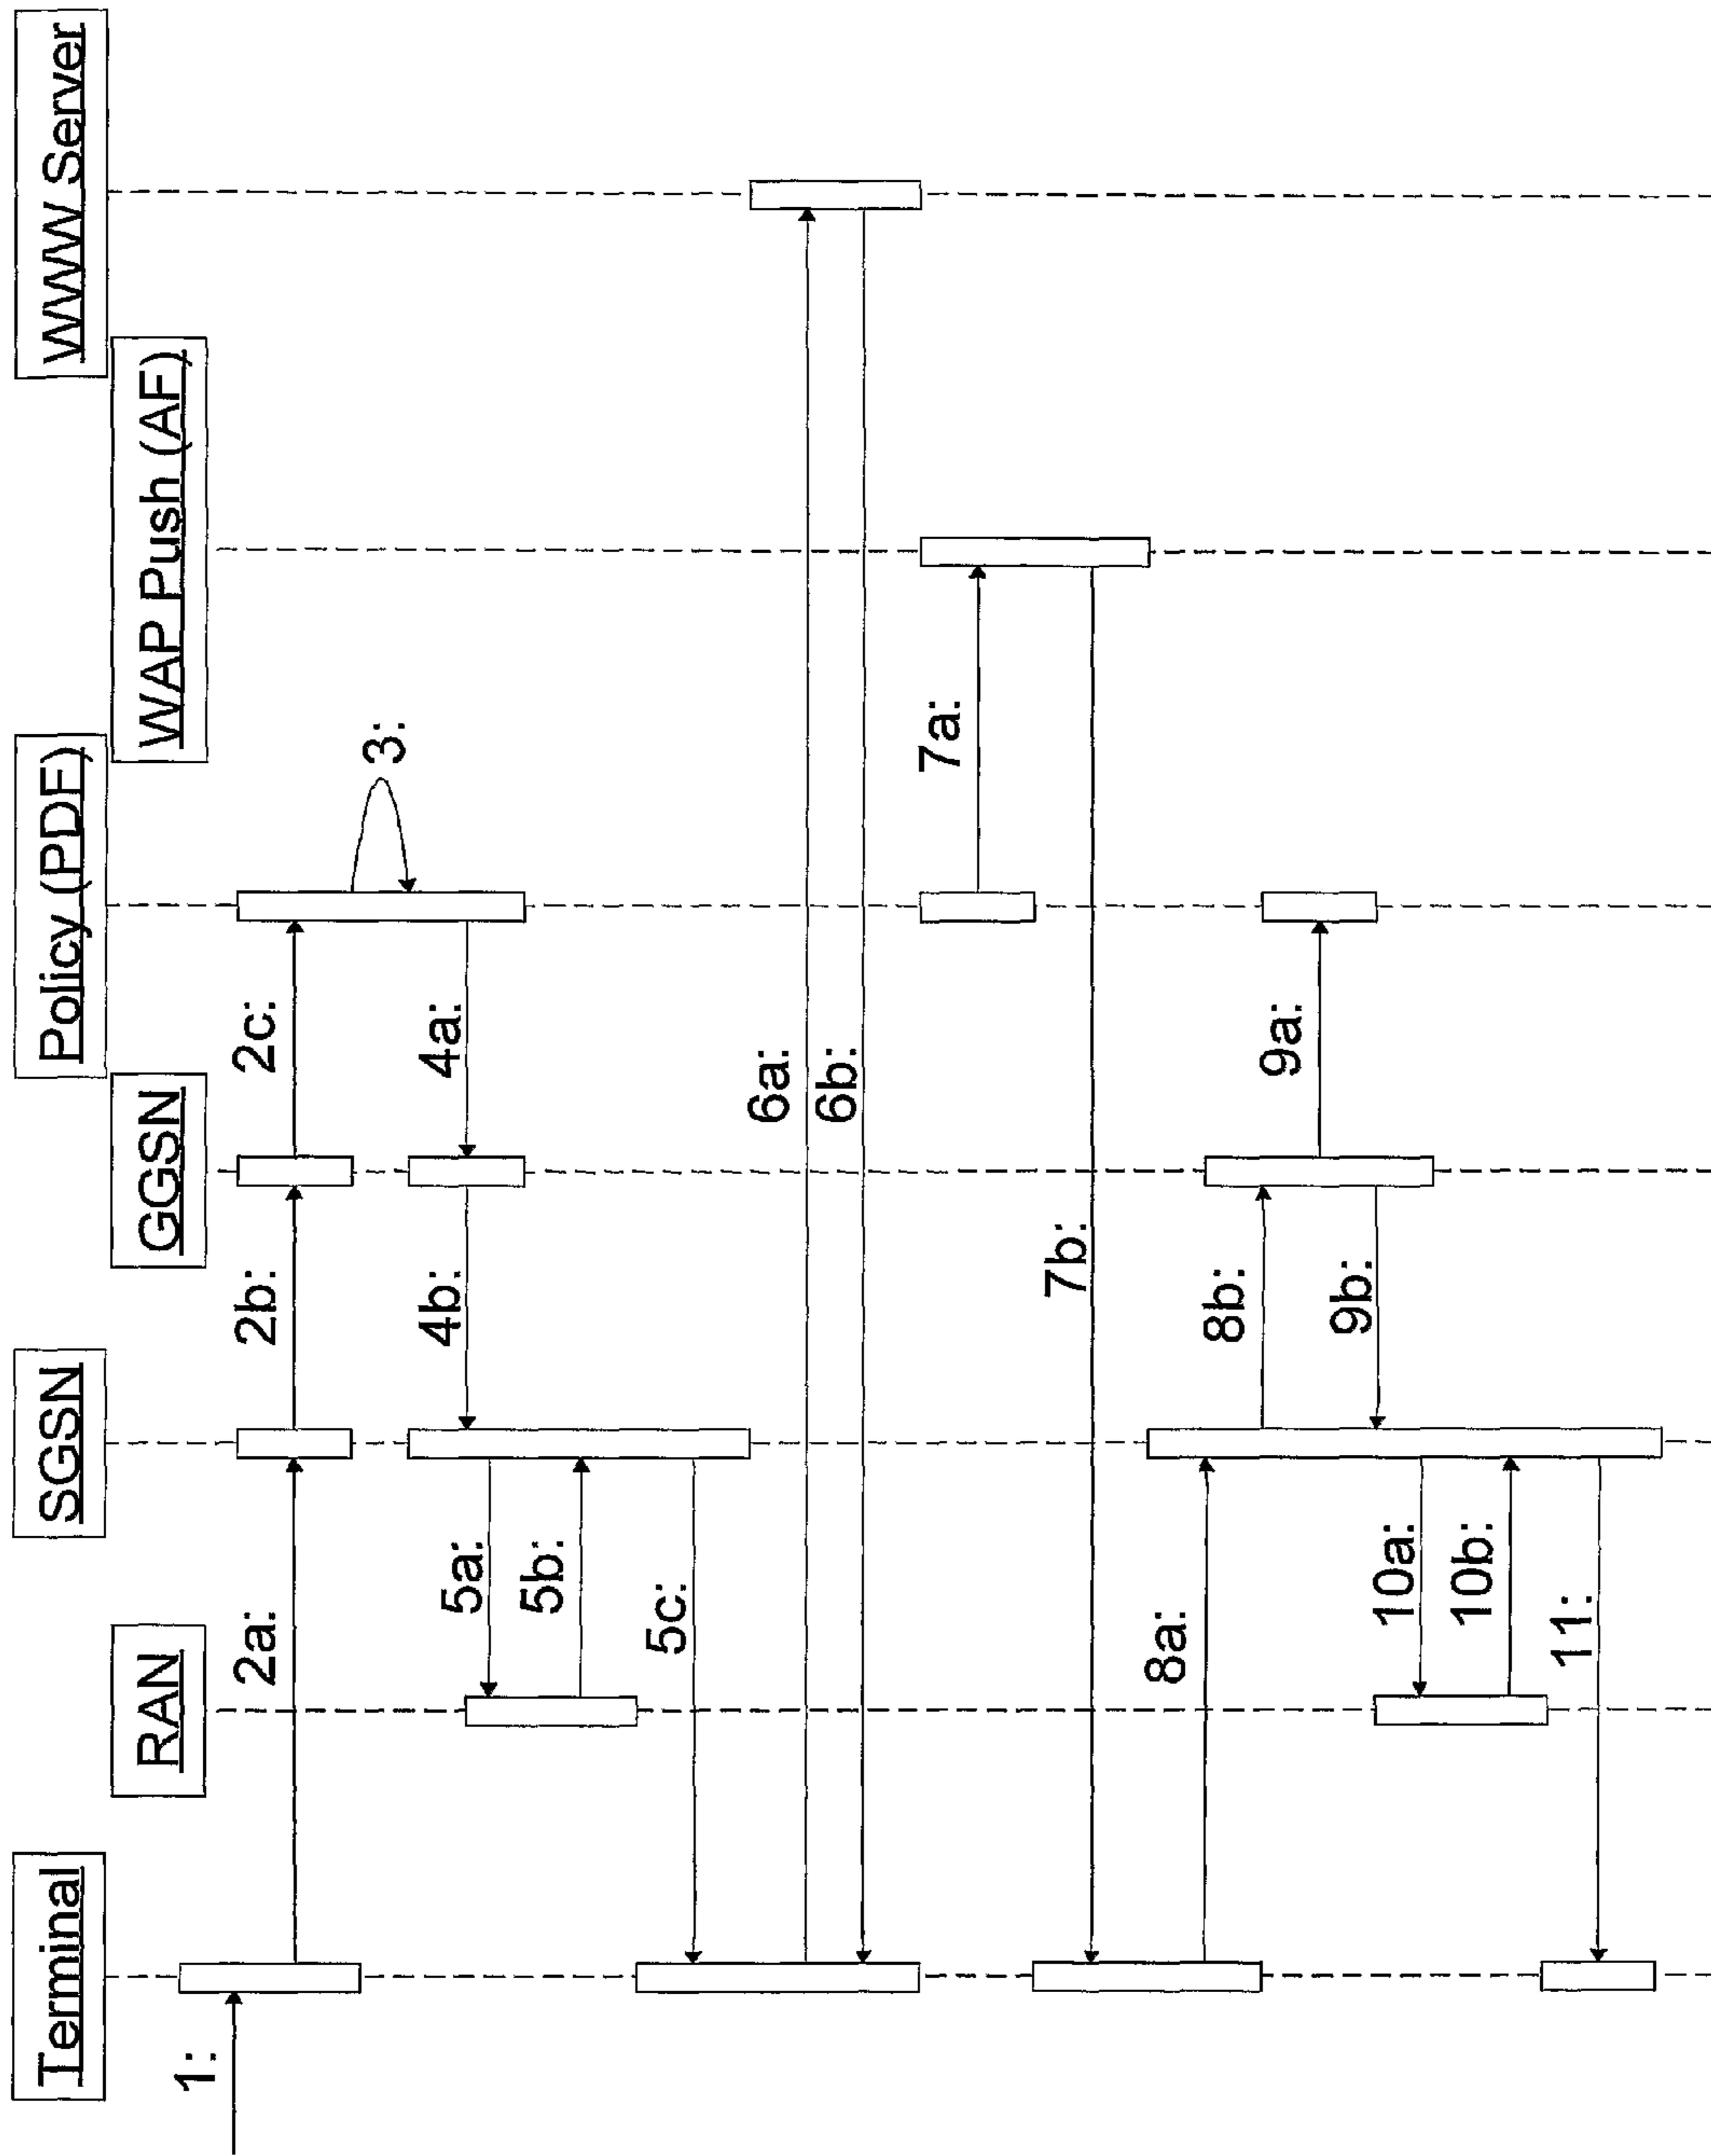 Terminal
RAN
SGSN
GGSN
Policy (PDF)
WAP Push (AF)
WWW Server
1:
2a:
2b:
2c:
3:
4a:
4b:
5a:
5b:
5c:
6a:
6b:
7a:
7b:
8a:
8b:
9a:
9b:
10a:
10b:
11: